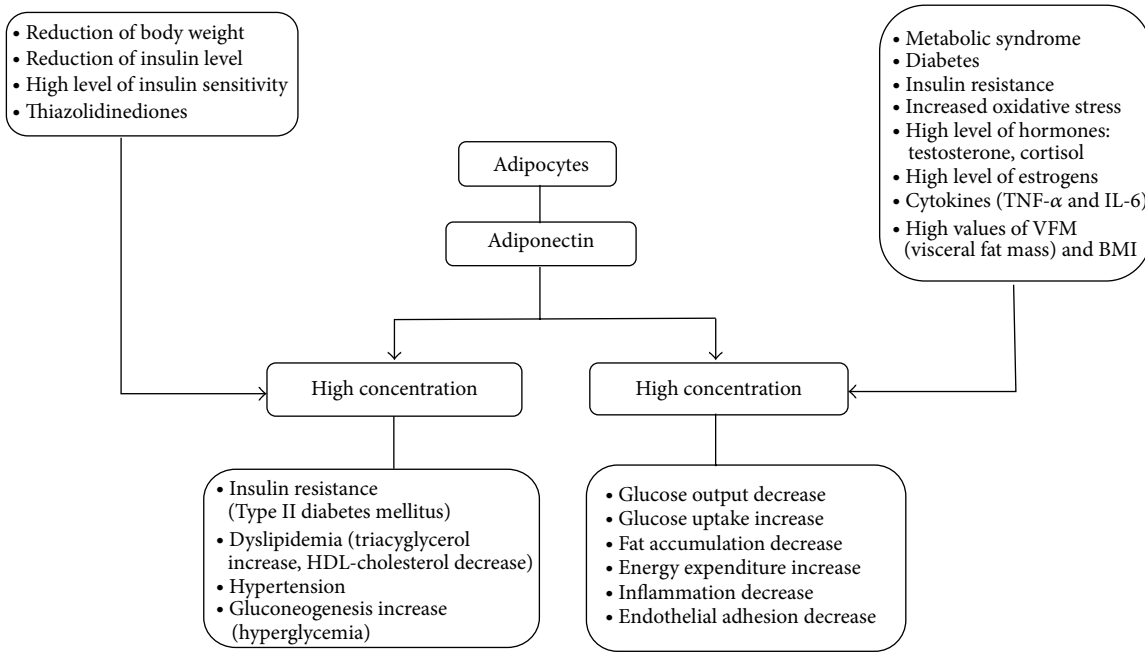 • Reduction of body weight
• Reduction of insulin level
• High level of insulin sensitivity
• Thiazolidinediones
• Metabolic syndrome
• Diabetes
• Insulin resistance
• Increased oxidative stress
• High level of hormones:
testosterone, cortisol
• High level of estrogens
• Cytokines (TNF-α and IL-6)
• High values of VFM
(visceral fat mass) and BMI
Adipocytes
Adiponectin
High concentration
High concentration
• Insulin resistance
(Type II diabetes mellitus)
• Dyslipidemia (triacyglycerol
increase, HDL-cholesterol decrease)
• Hypertension
• Gluconeogenesis increase
(hyperglycemia)
• Glucose output decrease
• Glucose uptake increase
• Fat accumulation decrease
• Energy expenditure increase
• Inflammation decrease
• Endothelial adhesion decrease